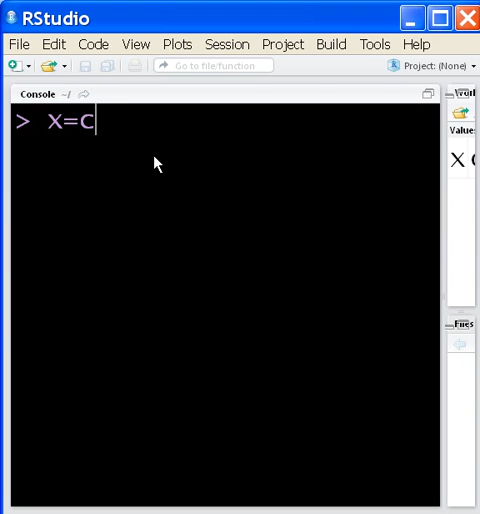 RStudio
File Edit Code View Plots Session Project Build Tools Help
Go to file/function Project: (None)
Console ~/
> x=c
Values
X
Files